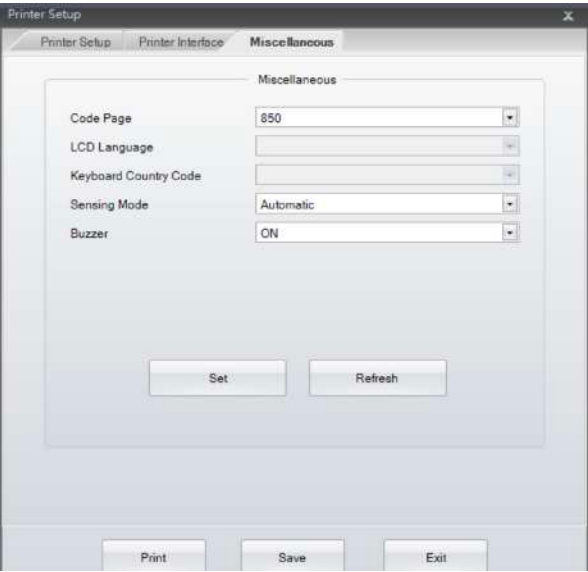 Printer Setup X
Printer Setup Printer Interface Miscellaneous
Miscellaneous
Code Page 850
LCD Language
Keyboard Country Code
Sensing Mode Automatic
Buzzer ON
Set Refresh
Print Save Exit